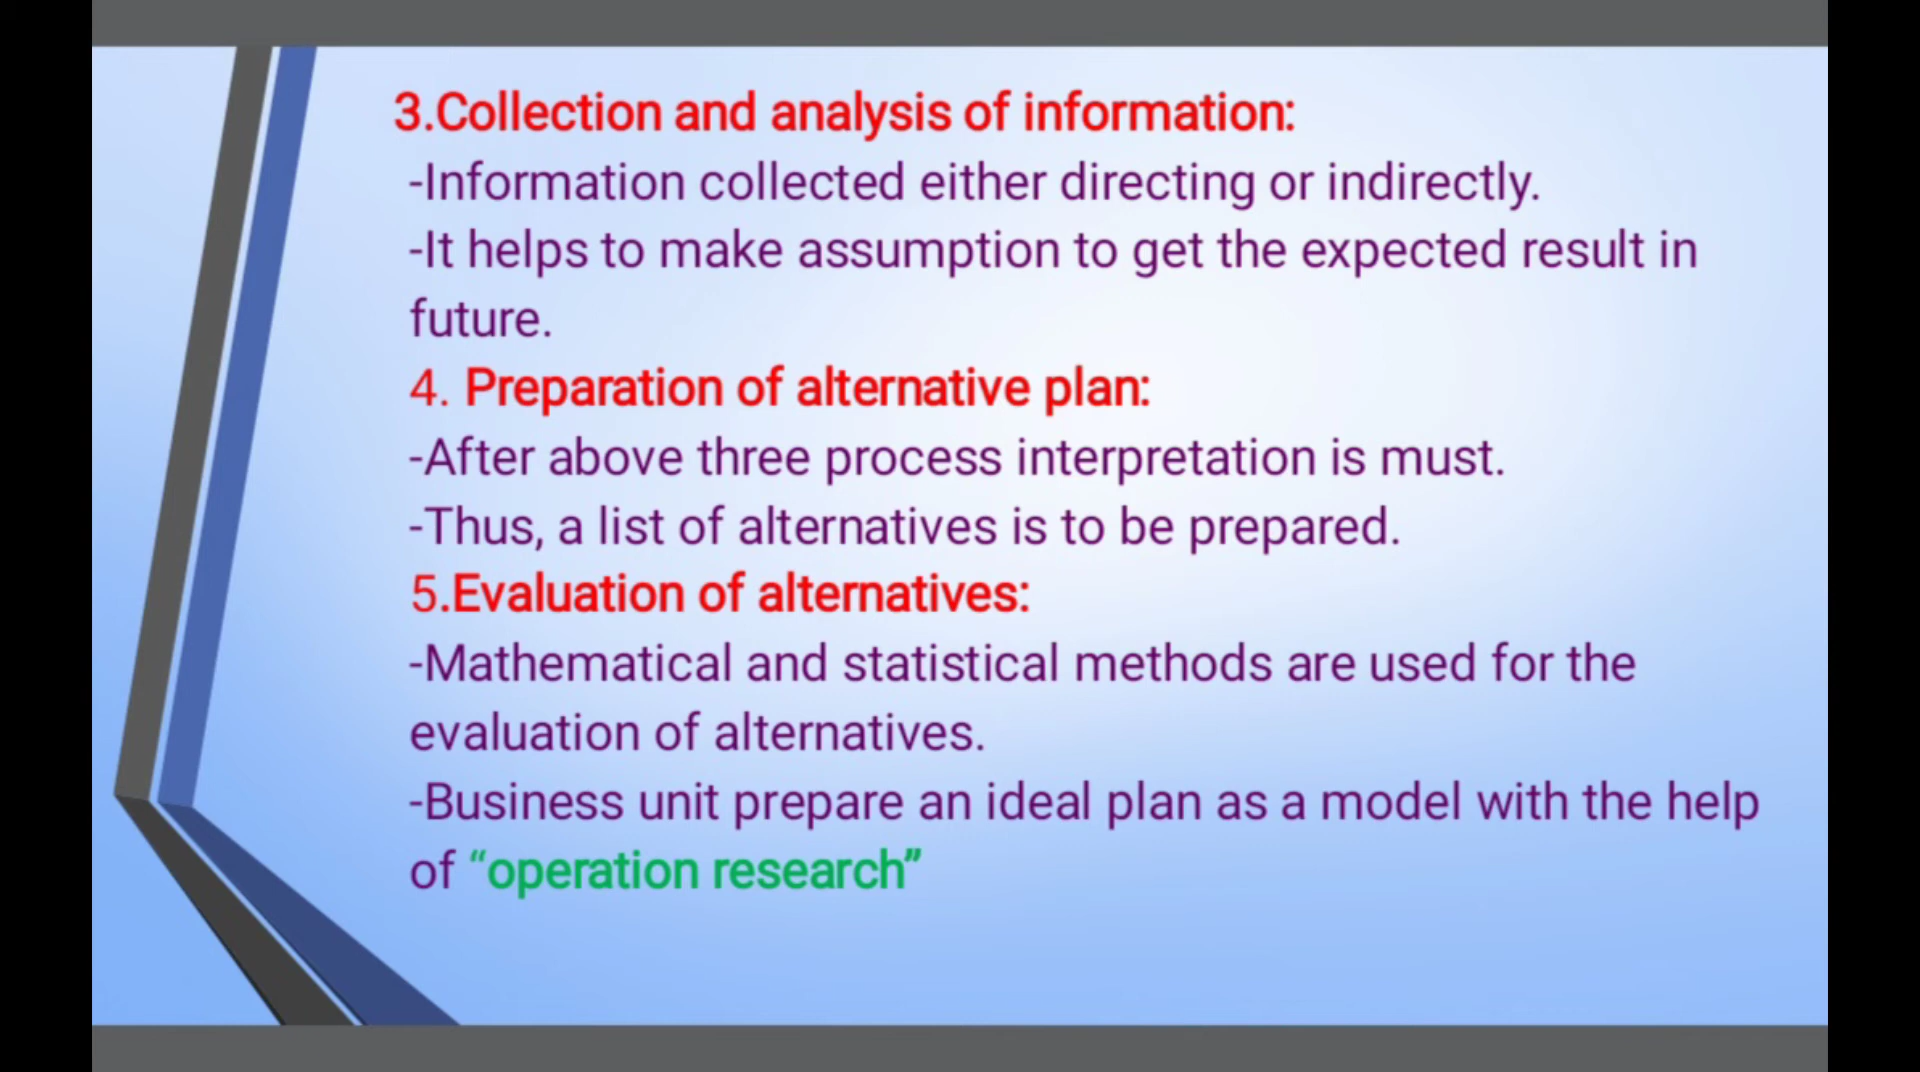 3.Collection and analysis of information:
-Information collected either directing or indirectly.
-It helps to make assumption to get the expected result in
future.
4. Preparation of alternative plan:
-After above three process interpretation is must.
-Thus, a list of alternatives is to be prepared.
5.Evaluation of alternatives:
-Mathematical and statistical methods are used for the
evaluation of alternatives.
-Business unit prepare an ideal plan as a model with the help
of “operation research”